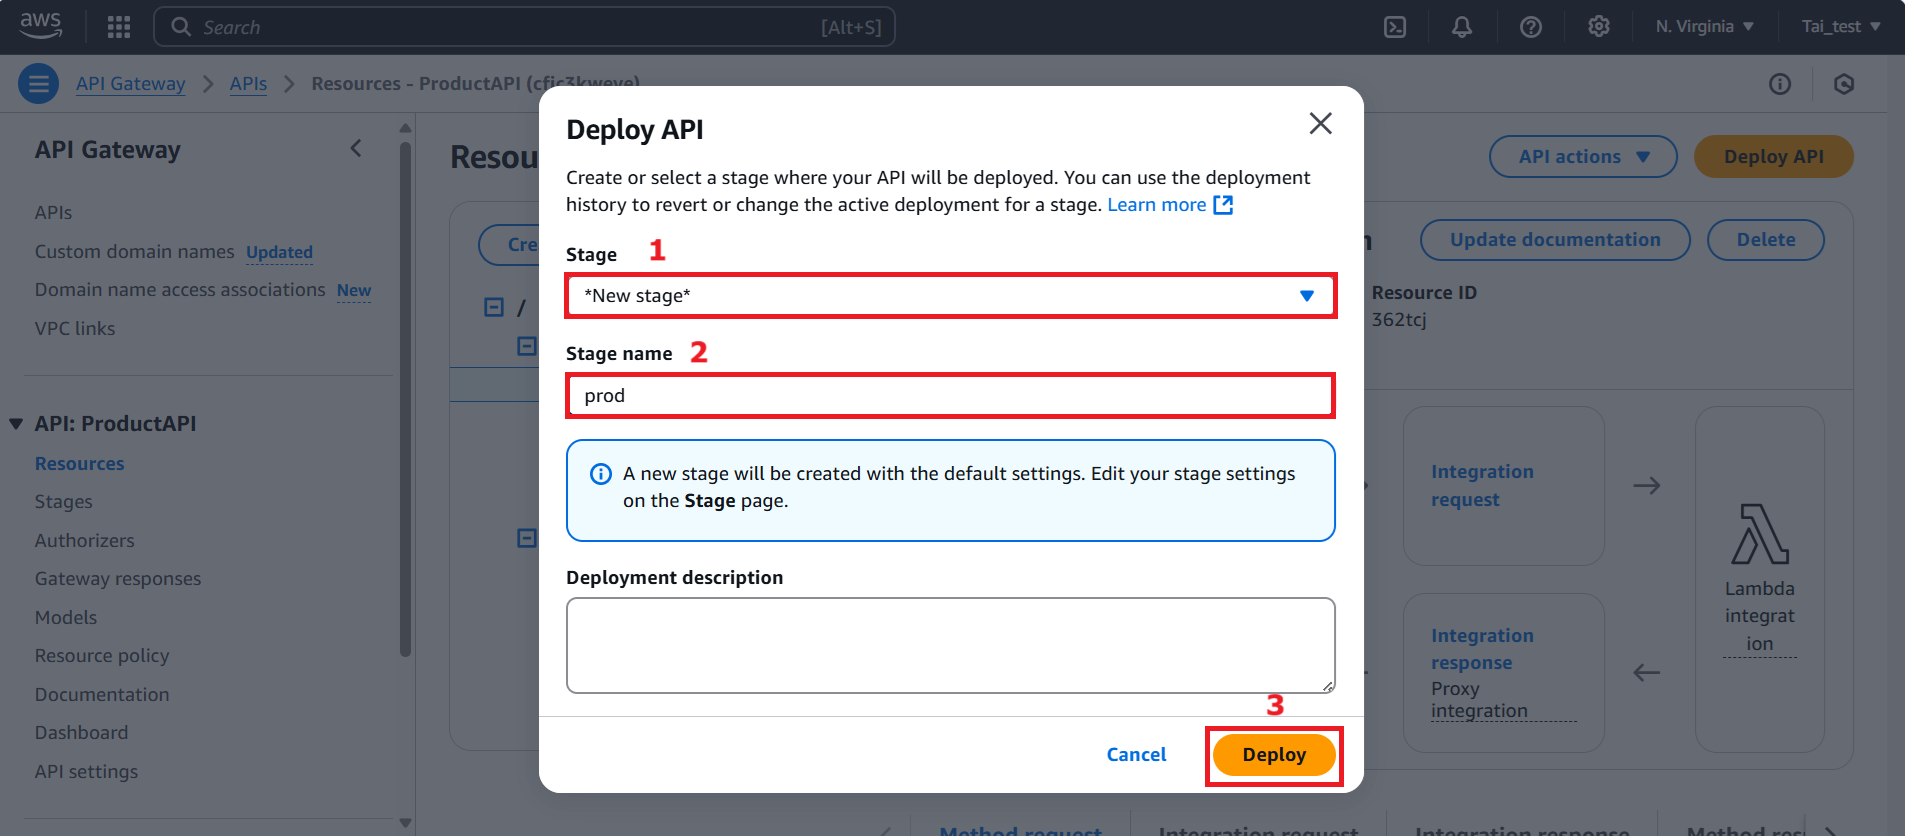 aws
Search
[Alt+S]
N. Virginia
Tai_test
API Gateway
APIs
Resources - ProductAPI
API Gateway
APIs
Custom domain names Updated
Domain name access associations New
VPC links
API: ProductAPI
Resources
Stages
Authorizers
Gateway responses
Models
Resource policy
Documentation
Dashboard
API settings
Resou
API actions
Deploy API
Cre
Update documentation
Delete
/
Resource ID
362tcj
Integration
request
Integration
response
Proxy
integration
Lambda
integrat
ion
Deploy API
Create or select a stage where your API will be deployed. You can use the deployment
history to revert or change the active deployment for a stage. Learn more
Stage 1
*New stage*
Stage name 2
prod
A new stage will be created with the default settings. Edit your stage settings
on the Stage page.
Deployment description
3
Cancel
Deploy
Method request
Integration request
Integration response
Method